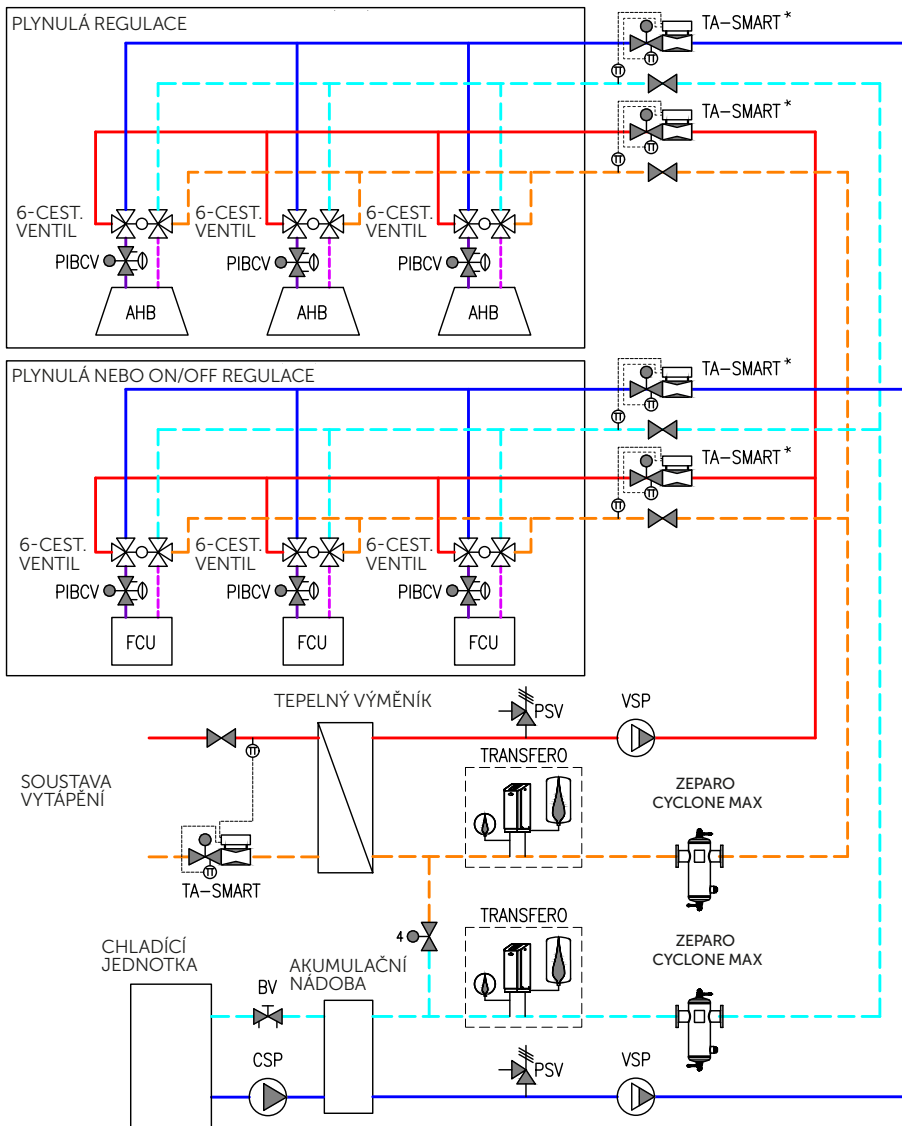 PLYNULÁ REGULACE
TA-SMART *
TA-SMART *
6-CEST.
VENTIL
6-CEST.
VENTIL
6-CEST.
VENTIL
PIBCV
PIBCV
PIBCV
AHB
AHB
AHB
PLYNULÁ NEBO ON/OFF REGULACE
TA-SMART *
TA-SMART *
6-CEST.
VENTIL
6-CEST.
VENTIL
6-CEST.
VENTIL
PIBCV
PIBCV
PIBCV
FCU
FCU
FCU
TEPELNÝ VÝMĚNÍK
PSV
VSP
SOUSTAVA
VYTÁPĚNÍ
TRANSFERO
ZEPARO
CYCLONE MAX
TA-SMART
4
TRANSFERO
ZEPARO
CYCLONE MAX
CHLADÍCÍ
JEDNOTKA
BV
AKUMULAČNÍ
NÁDOBA
CSP
PSV
VSP